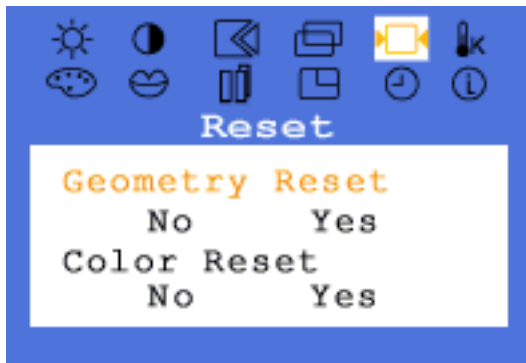 K
Reset
Geometry Reset
No Yes
Color Reset
No Yes